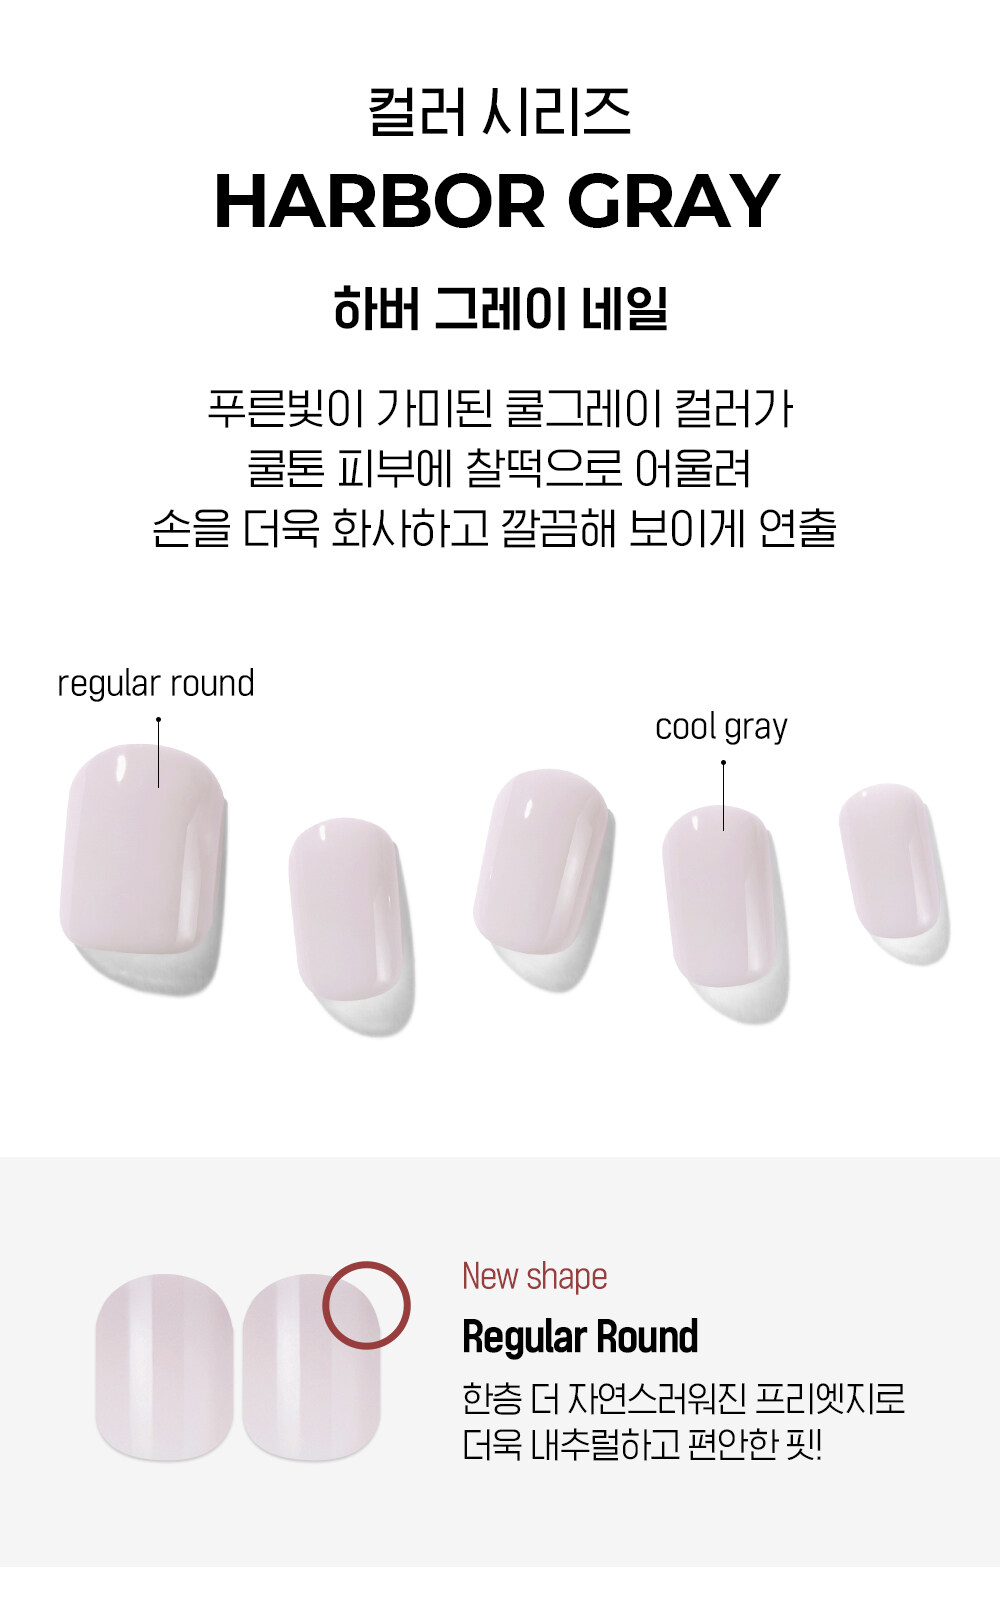 컬러 시리즈
HARBOR GRAY
하버 그레이 네일
푸른빛이 가미된 쿨그레이 컬러가
쿨톤 피부에 찰떡으로 어울려
손을 더욱 화사하고 깔끔해 보이게 연출
regular round
cool gray
New shape
Regular Round
한층 더 자연스러워진 프리엣지로
더욱 내추럴하고 편안한 핏!